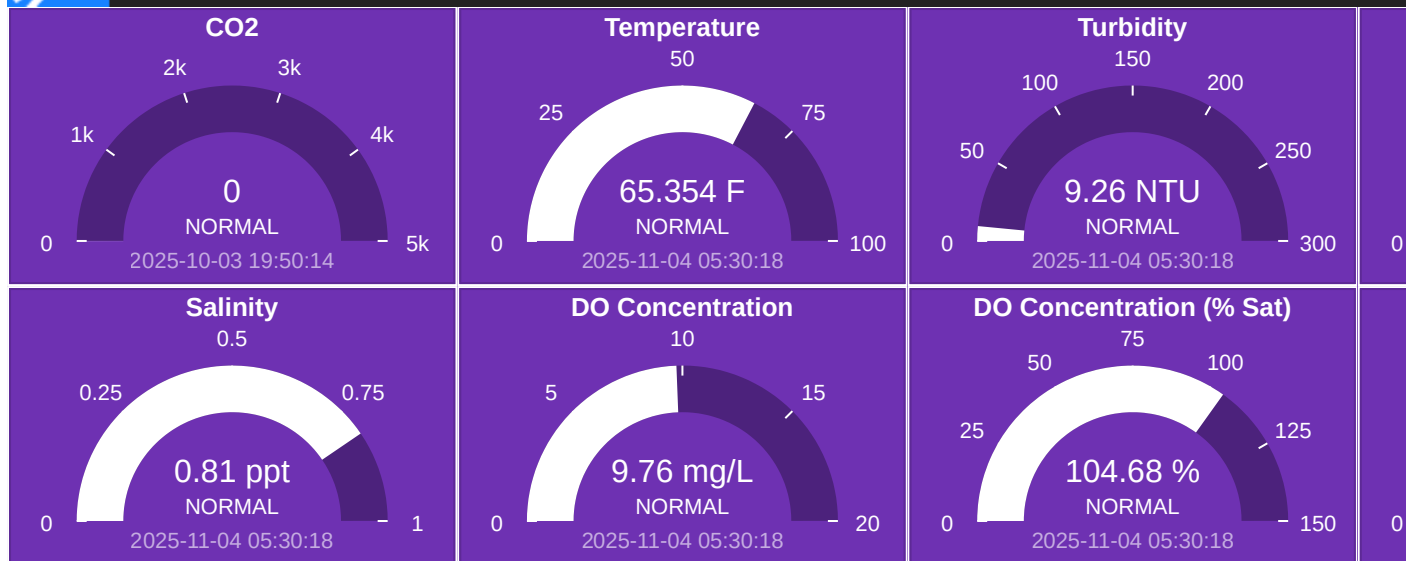 CO2
2k
3k
1k
4k
0
NORMAL
0
5k
2025-10-03 19:50:14
Temperature
50
25
75
65.354 F
NORMAL
0
100
2025-11-04 05:30:18
Turbidity
150
100
200
50
250
9.26 NTU
NORMAL
0
300
2025-11-04 05:30:18
0
Salinity
0.5
0.25
0.75
0.81 ppt
NORMAL
0
1
2025-11-04 05:30:18
DO Concentration
10
5
15
9.76 mg/L
NORMAL
0
20
2025-11-04 05:30:18
DO Concentration (% Sat)
75
50
100
25
125
104.68 %
NORMAL
0
150
2025-11-04 05:30:18
0